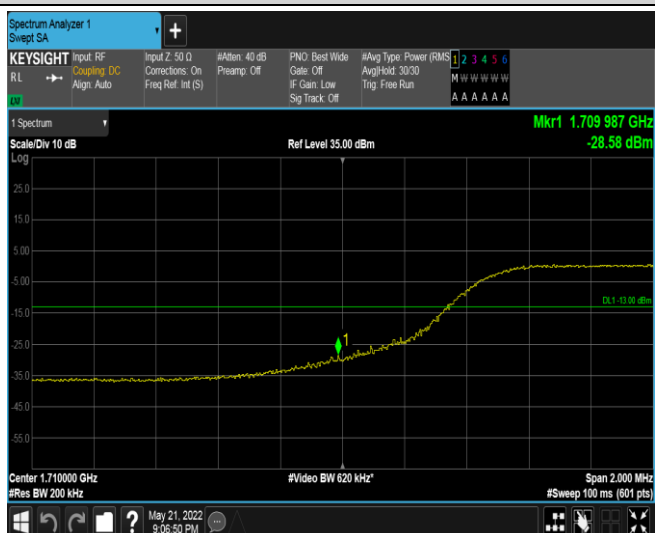 Spectrum Analyzer 1
Swept SA
+
KEYSIGHT
RL
Input: RF
Coupling: DC
Align: Auto
Input Z: 50 Ω
Corrections: On
Freq Ref: Int (S)
#Atten: 40 dB
Preamp: Off
PNO: Best Wide
Gate: Off
IF Gain: Low
Sig Track: Off
#Avg Type: Power (RMS
Avg|Hold: 30/30
Trig: Free Run
1 2 3 4 5 6
M W W W W W
A A A A A A
1 Spectrum
Scale/Div 10 dB
Ref Level 35.00 dBm
Mkr1 1.709 987 GHz
-28.58 dBm
Log
25.0
15.0
5.00
-5.00
-15.0
-25.0
-35.0
-45.0
-55.0
DL1 -13.00 dBm
1
Center 1.710000 GHz
#Video BW 620 kHz*
Span 2.000 MHz
#Res BW 200 kHz
#Sweep 100 ms (601 pts)
?
May 21, 2022
9:06:50 PM